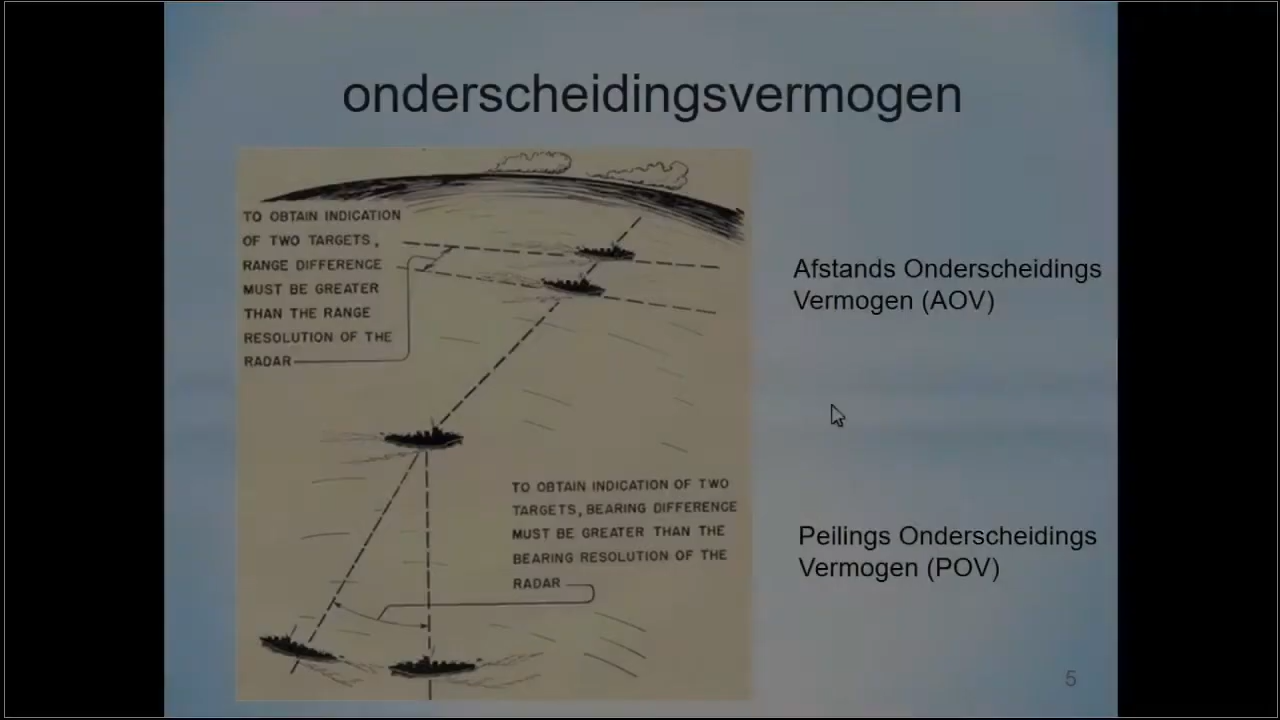 onderscheidingsvermogen
TO OBTAIN INDICATION
OF TWO TARGETS,
RANGE DIFFERENCE
MUST BE GREATER
THAN THE RANGE
RESOLUTION OF THE
RADAR
Afstands Onderscheidings
Vermogen (AOV)
TO OBTAIN INDICATION OF TWO
TARGETS, BEARING DIFFERENCE
MUST BE GREATER THAN THE
BEARING RESOLUTION OF THE
RADAR
Peilings Onderscheidings
Vermogen (POV)
5